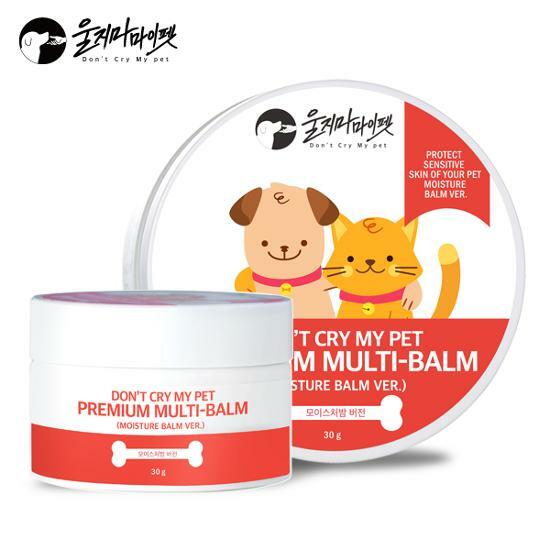 울지마마이펫
Don't Cry My pet
울지마마이펫
Don't Cry My pet
PROTECT
SENSITIVE
SKIN OF YOUR PET
MOISTURE
BALM VER.
N'T CRY MY PET
M MULTI-BALM
STURE BALM VER.)
모이스처밤 버전
30 g
DON'T CRY MY PET
PREMIUM MULTI-BALM
(MOISTURE BALM VER.)
모이스처밤 버전
30 g